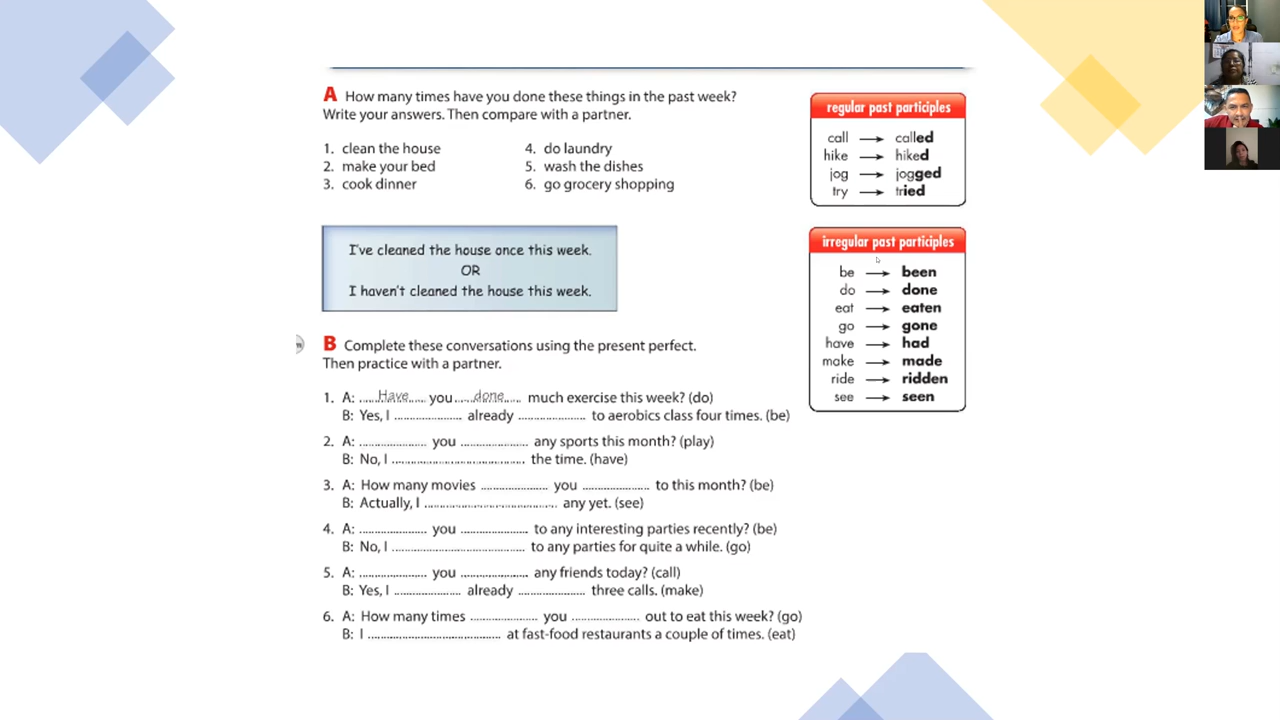 A How many times have you done these things in the past week?
Write your answers. Then compare with a partner.
1. clean the house
2. make your bed
3. cook dinner
4. do laundry
5. wash the dishes
6. go grocery shopping
I've cleaned the house once this week.
OR
I haven't cleaned the house this week.
B Complete these conversations using the present perfect.
Then practice with a partner.
1. A: ......Have...... you ......done...... much exercise this week? (do)
B: Yes, I .................... already .................... to aerobics class four times. (be)
2. A: .................... you .................... any sports this month? (play)
B: No, I ........................................ the time. (have)
3. A: How many movies .................... you .................... to this month? (be)
B: Actually, I ........................................ any yet. (see)
4. A: .................... you .................... to any interesting parties recently? (be)
B: No, I ........................................ to any parties for quite a while. (go)
5. A: .................... you .................... any friends today? (call)
B: Yes, I .................... already .................... three calls. (make)
6. A: How many times .................... you .................... out to eat this week? (go)
B: I ........................................ at fast-food restaurants a couple of times. (eat)
regular past participles
call → called
hike → hiked
jog → jogged
try → tried
irregular past participles
be → been
do → done
eat → eaten
go → gone
have → had
make → made
ride → ridden
see → seen